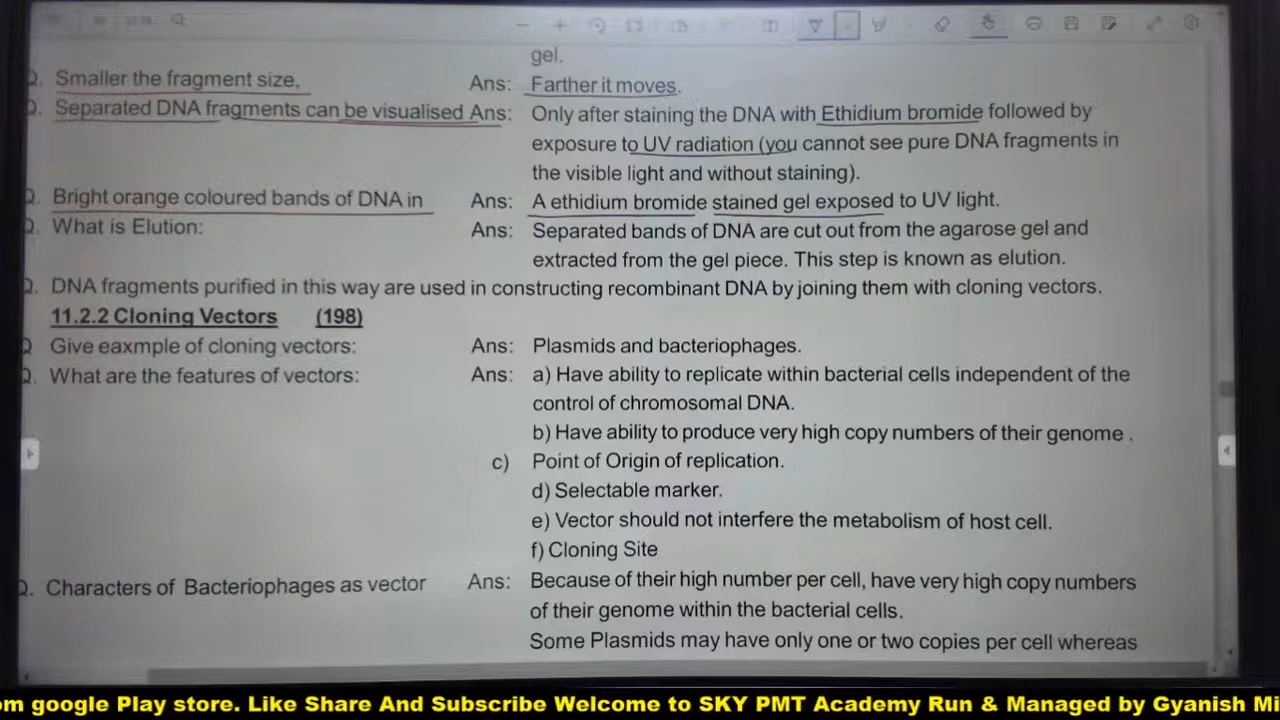 gel.
Q. Smaller the fragment size, Ans: Farther it moves.
Q. Separated DNA fragments can be visualised Ans: Only after staining the DNA with Ethidium bromide followed by
exposure to UV radiation (you cannot see pure DNA fragments in
the visible light and without staining).
Q. Bright orange coloured bands of DNA in Ans: A ethidium bromide stained gel exposed to UV light.
Q. What is Elution: Ans: Separated bands of DNA are cut out from the agarose gel and
extracted from the gel piece. This step is known as elution.
Q. DNA fragments purified in this way are used in constructing recombinant DNA by joining them with cloning vectors.
11.2.2 Cloning Vectors (198)
Q Give eaxmple of cloning vectors: Ans: Plasmids and bacteriophages.
Q. What are the features of vectors: Ans: a) Have ability to replicate within bacterial cells independent of the
control of chromosomal DNA.
b) Have ability to produce very high copy numbers of their genome .
c) Point of Origin of replication.
d) Selectable marker.
e) Vector should not interfere the metabolism of host cell.
f) Cloning Site
Q. Characters of Bacteriophages as vector Ans: Because of their high number per cell, have very high copy numbers
of their genome within the bacterial cells.
Some Plasmids may have only one or two copies per cell whereas
om google Play store. Like Share And Subscribe Welcome to SKY PMT Academy Run & Managed by Gyanish Mi